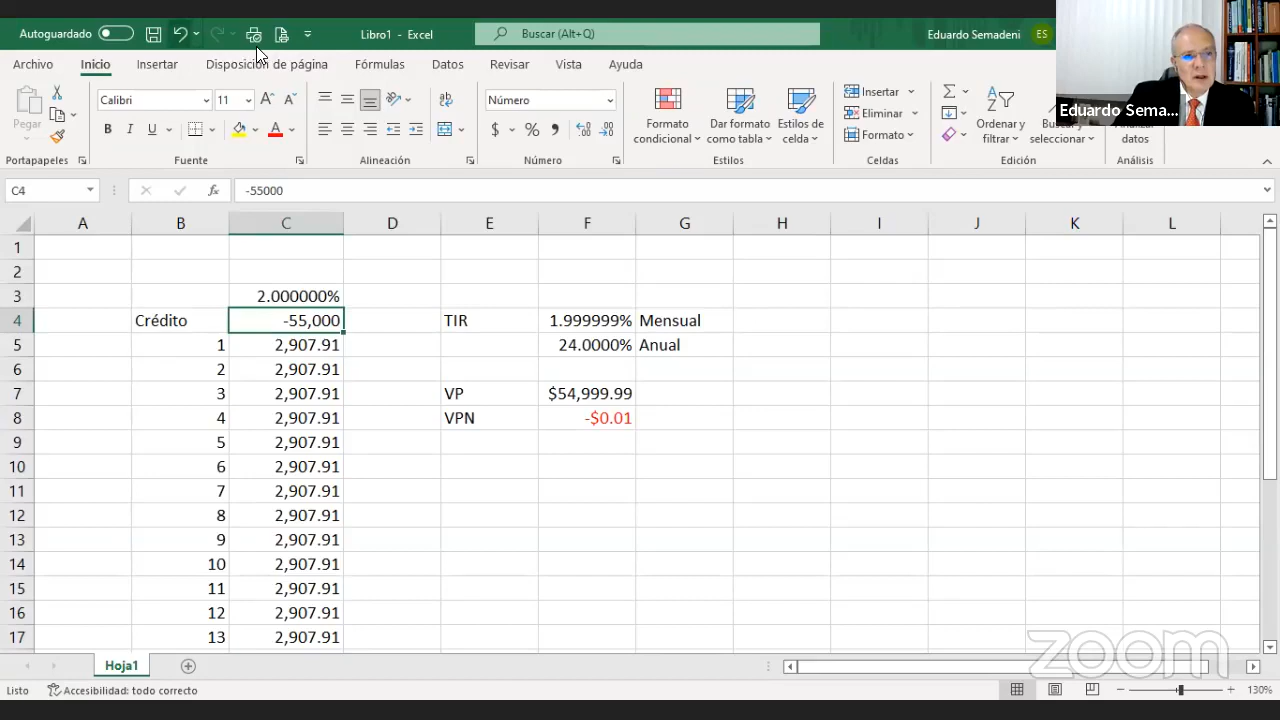 Autoguardado
Libro1 - Excel
Buscar (Alt+Q)
Eduardo Semadeni
ES
Archivo Inicio Insertar Disposición de página Fórmulas Datos Revisar Vista Ayuda
Eduardo Sema...
Pegar
Calibri 11
N K S
Número
$ % 
Formato condicional
Dar formato como tabla
Estilos de celda
Insertar
Eliminar
Formato
Ordenar y filtrar
seleccionar
datos
Portapapeles Fuente Alineación Número Estilos Celdas Edición Análisis
C4 fx -55000
A B C D E F G H I J K L
1
2
3 2.000000%
4 Crédito -55,000 TIR 1.999999% Mensual
5 1 2,907.91 24.0000% Anual
6 2 2,907.91
7 3 2,907.91 VP $54,999.99
8 4 2,907.91 VPN -$0.01
9 5 2,907.91
10 6 2,907.91
11 7 2,907.91
12 8 2,907.91
13 9 2,907.91
14 10 2,907.91
15 11 2,907.91
16 12 2,907.91
17 13 2,907.91
zoom
Hoja1
Listo Accesibilidad: todo correcto 130%